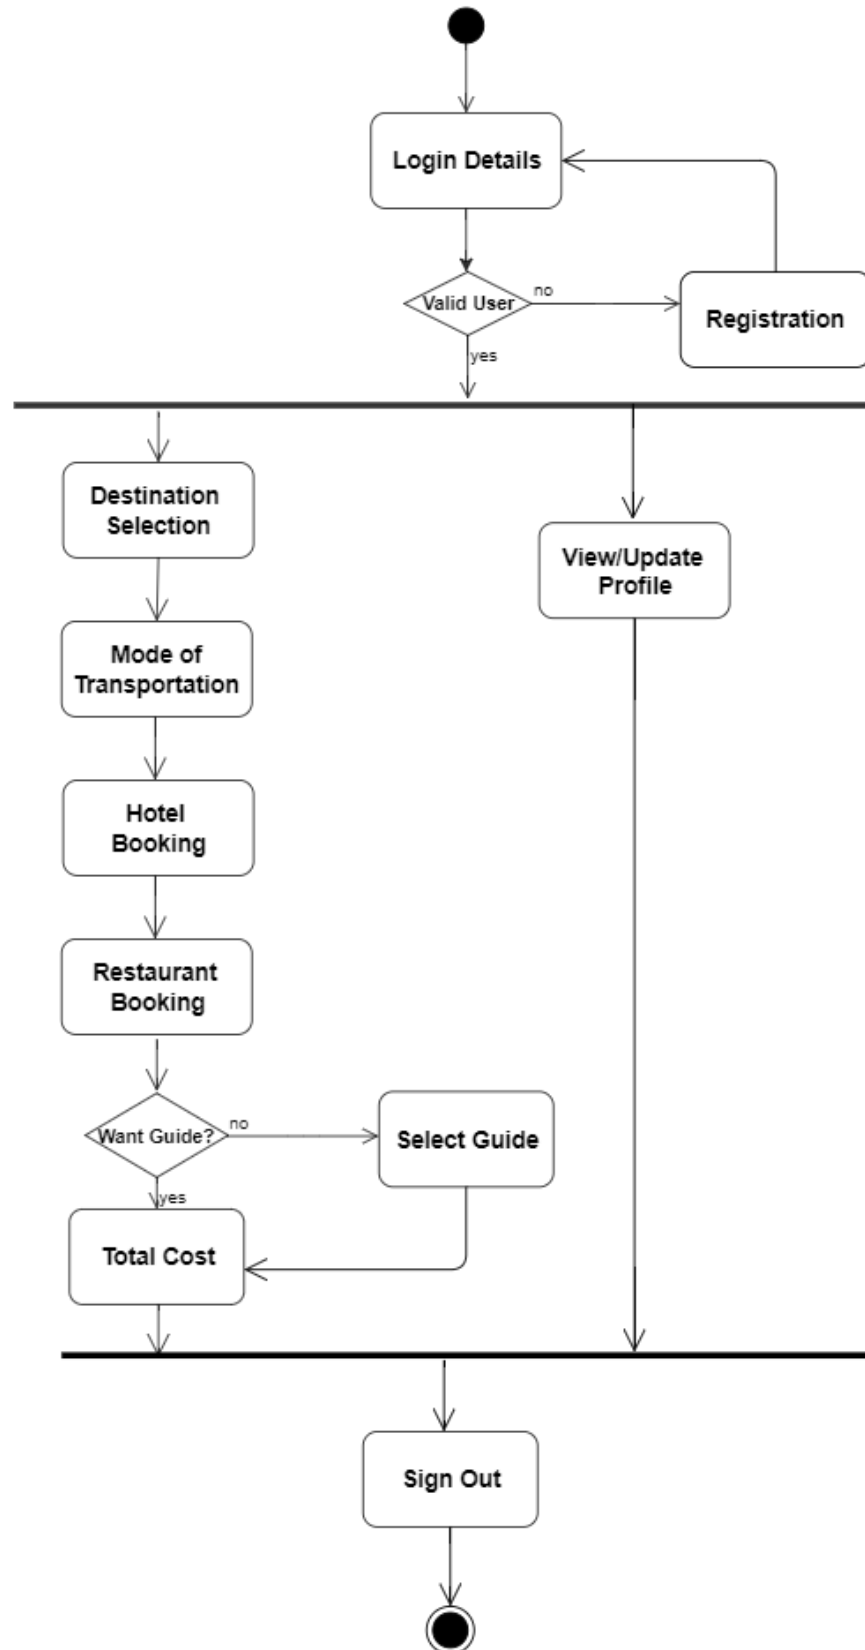 Login Details
Valid User
no
Registration
yes
Destination
Selection
View/Update
Profile
Mode of
Transportation
Hotel
Booking
Restaurant
Booking
Want Guide?
no
Select Guide
yes
Total Cost
Sign Out